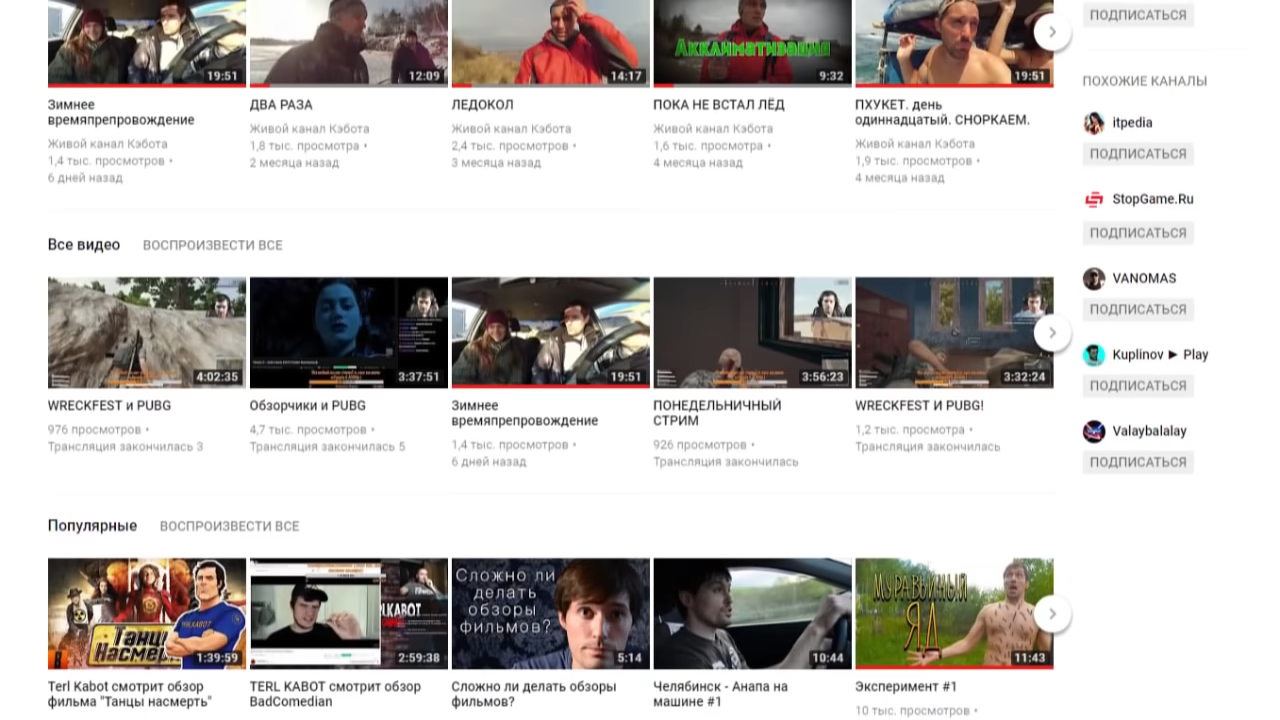 19:51
12:09
14:17
Акклиматизация
9:32
19:51
ПОДПИСАТЬСЯ
Зимнее
времяпрепровождение
Живой канал Кэбота
1,4 тыс. просмотров •
6 дней назад
ДВА РАЗА
Живой канал Кэбота
1,8 тыс. просмотра •
2 месяца назад
ЛЕДОКОЛ
Живой канал Кэбота
2,4 тыс. просмотров •
3 месяца назад
ПОКА НЕ ВСТАЛ ЛЁД
Живой канал Кэбота
1,6 тыс. просмотра •
4 месяца назад
ПХУКЕТ. день
одиннадцатый. СНОРКАЕМ.
Живой канал Кэбота
1,9 тыс. просмотров •
4 месяца назад
ПОХОЖИЕ КАНАЛЫ
itpedia
ПОДПИСАТЬСЯ
StopGame.Ru
ПОДПИСАТЬСЯ
VANOMAS
ПОДПИСАТЬСЯ
Kuplinov ► Play
ПОДПИСАТЬСЯ
Valaybalalay
ПОДПИСАТЬСЯ
Все видео ВОСПРОИЗВЕСТИ ВСЕ
4:02:35
3:37:51
19:51
3:56:23
3:32:24
WRECKFEST и PUBG
976 просмотров •
Трансляция закончилась 3
Обзорчики и PUBG
4,7 тыс. просмотров •
Трансляция закончилась 5
Зимнее
времяпрепровождение
1,4 тыс. просмотров •
6 дней назад
ПОНЕДЕЛЬНИЧНЫЙ
СТРИМ
926 просмотров •
Трансляция закончилась
WRECKFEST И PUBG!
1,2 тыс. просмотра •
Трансляция закончилась
Популярные ВОСПРОИЗВЕСТИ ВСЕ
1:39:59
2:59:38
Сложно ли
делать
обзоры
фильмов?
5:14
10:44
МУРАВЬИНЫЙ
ЯД
11:43
Terl Kabot смотрит обзор
фильма "Танцы насмерть"
TERL KABOT смотрит обзор
BadComedian
Сложно ли делать обзоры
фильмов?
Челябинск - Анапа на
машине #1
Эксперимент #1
10 тыс. просмотров •